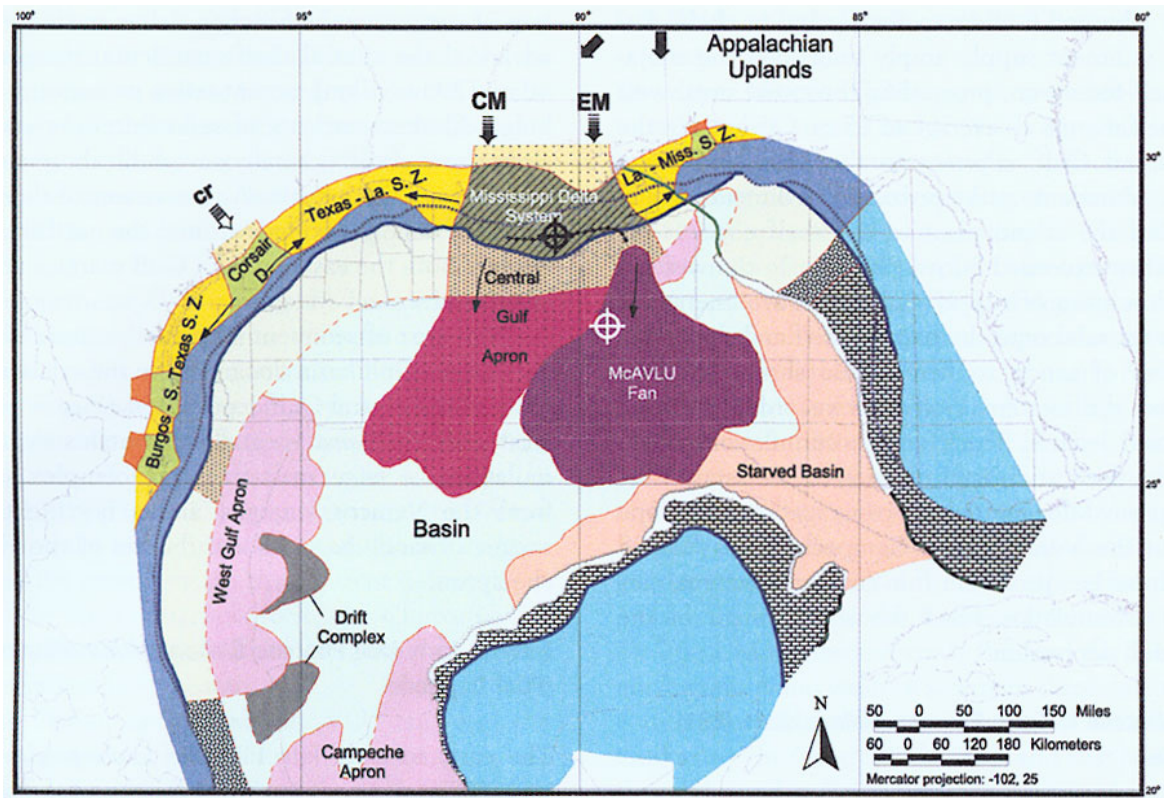 100°
95°
90°
85°
80°
Appalachian
Uplands
CM
EM
30°
30°
La - Miss. S. Z.
Mississippi Delta
System
Texas - La. S. Z.
cr
Corsair
D.
Central
Gulf
Apron
McAVLU
Fan
Burgos - S. Texas S. Z.
Starved Basin
25°
25°
Basin
West Gulf Apron
Drift
Complex
Campeche
Apron
N
50 0 50 100 150 Miles
60 0 60 120 180 Kilometers
Mercator projection: -102, 25
20°